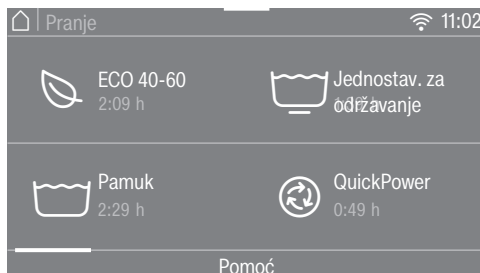 Pranje
11:02
ECO 40-60
2:09 h
Jednostav. za
održavanje
Pamuk
2:29 h
QuickPower
0:49 h
Pomoć